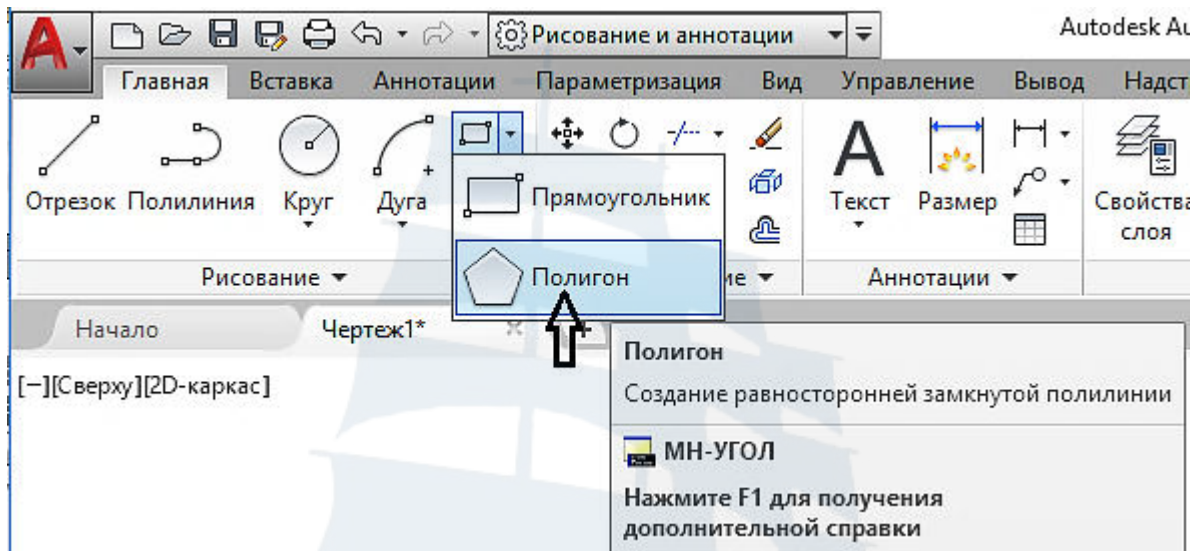 Рисование и аннотации
Autodesk Au
Главная Вставка Аннотации Параметризация Вид Управление Вывод Надст
Отрезок Полилиния Круг Дуга
Прямоугольник
Текст Размер Свойства
слоя
Рисование
Полигон
ие
Аннотации
Начало Чертеж1*
[−][Сверху][2D-каркас]
Полигон
Создание равносторонней замкнутой полилинии
МН-УГОЛ
Нажмите F1 для получения
дополнительной справки